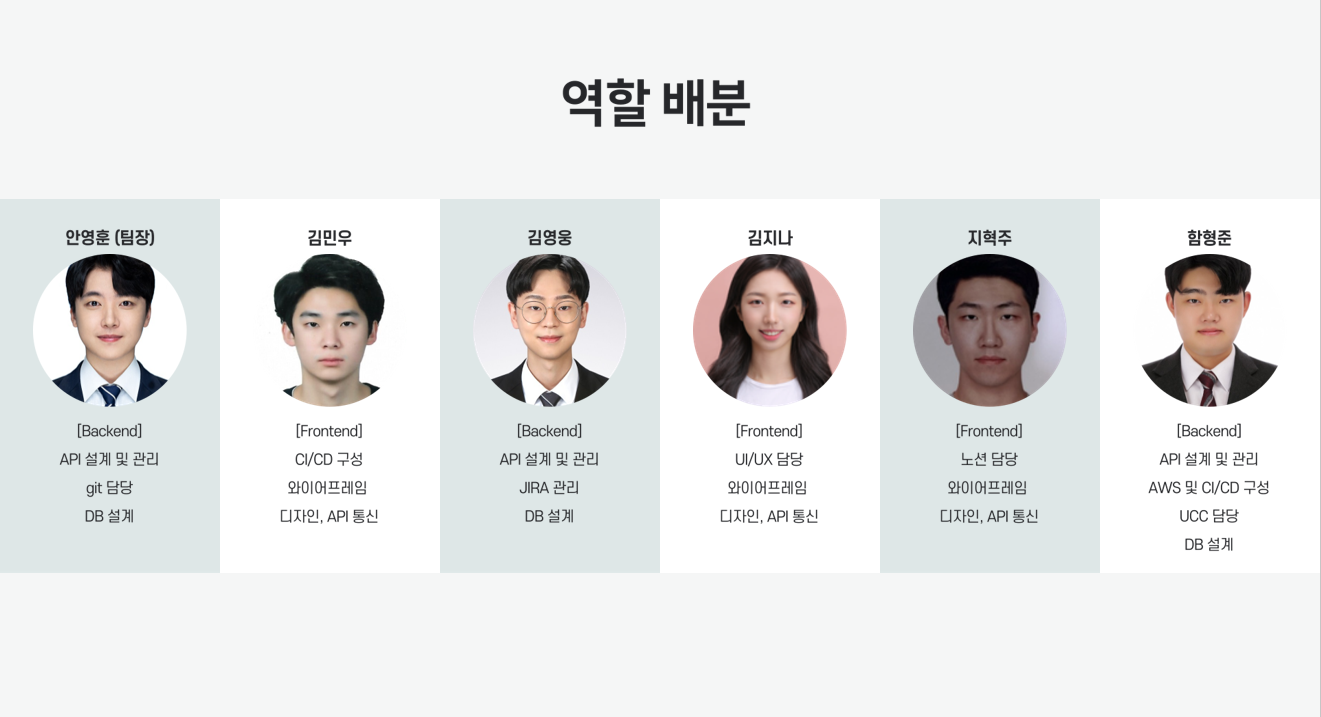 역할 배분
안영훈 (팀장)
[Backend]
API 설계 및 관리
git 담당
DB 설계
김민우
[Frontend]
CI/CD 구성
와이어프레임
디자인, API 통신
김영웅
[Backend]
API 설계 및 관리
JIRA 관리
DB 설계
김지나
[Frontend]
UI/UX 담당
와이어프레임
디자인, API 통신
지혁주
[Frontend]
노션 담당
와이어프레임
디자인, API 통신
함형준
[Backend]
API 설계 및 관리
AWS 및 CI/CD 구성
UCC 담당
DB 설계